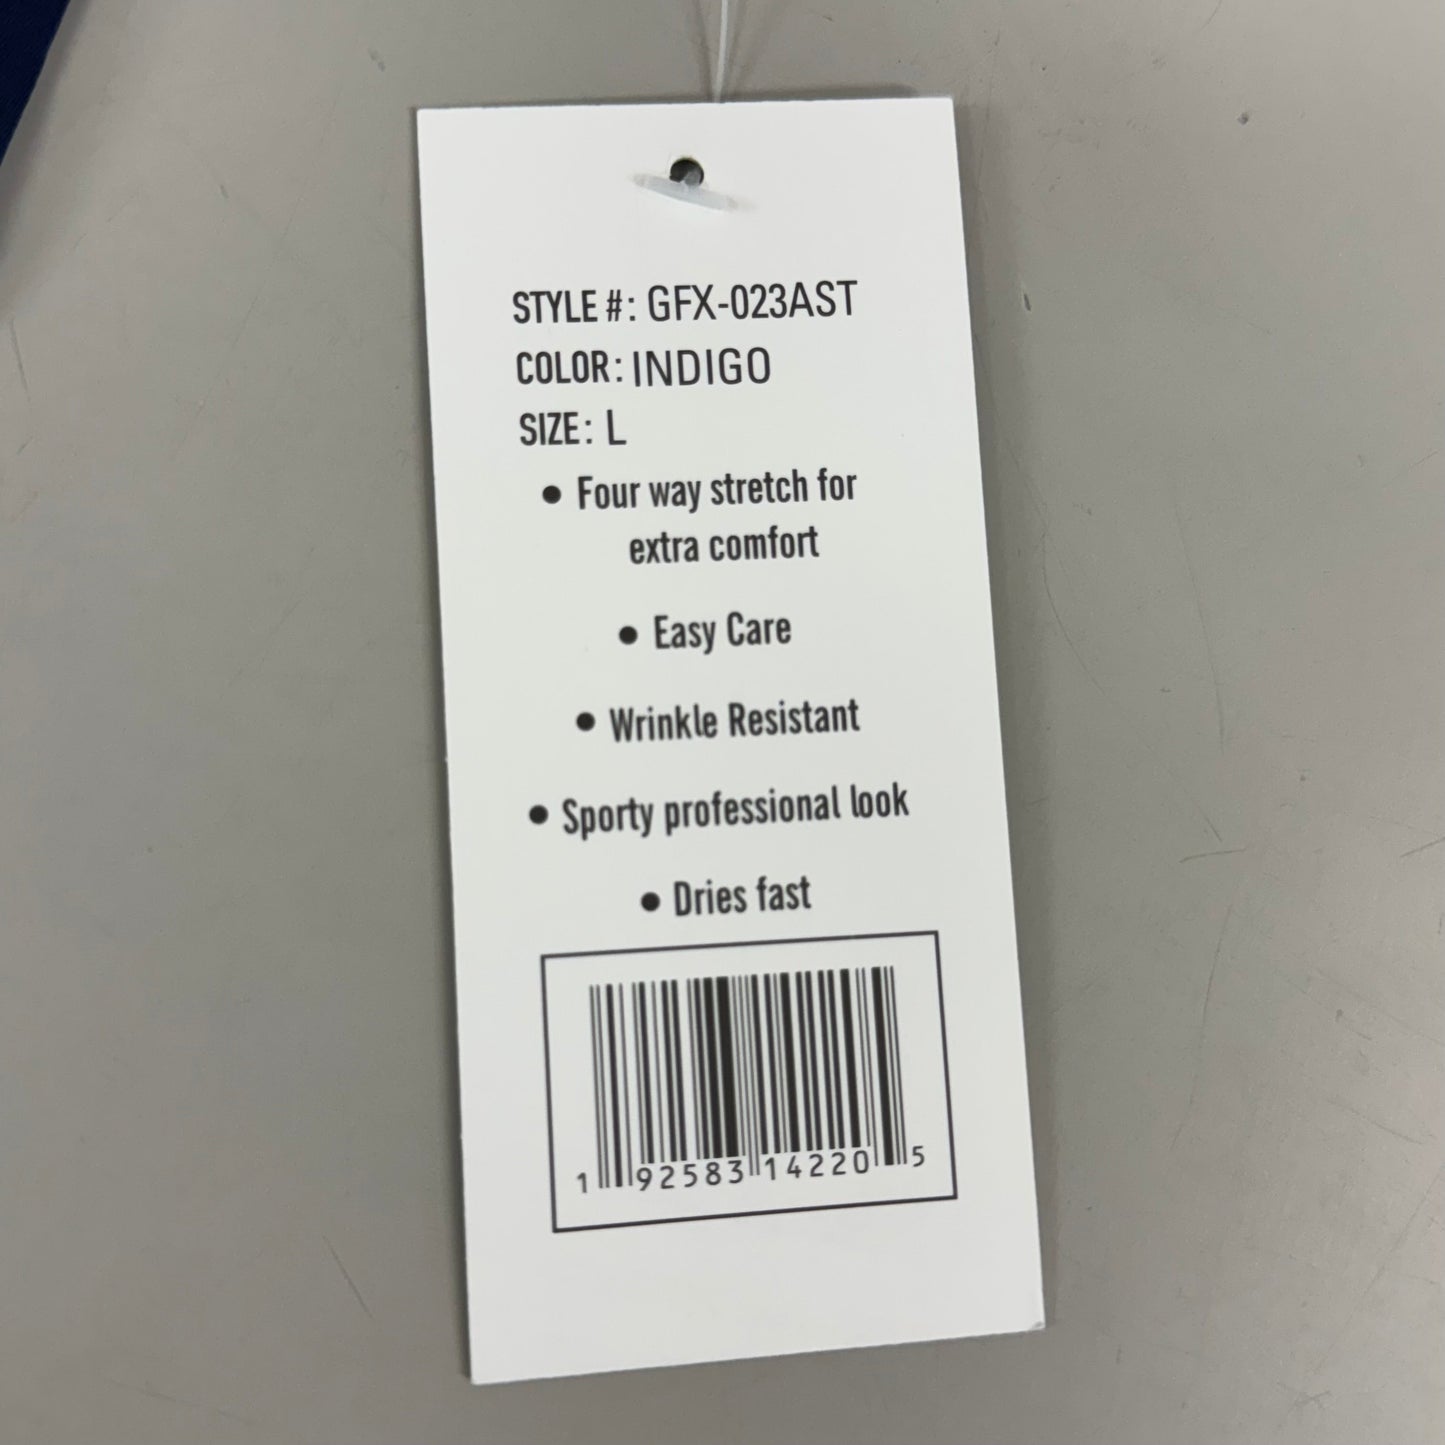 STYLE #: GFX-023AST
COLOR: INDIGO
SIZE: L
• Four way stretch for
extra comfort
• Easy Care
• Wrinkle Resistant
• Sporty professional look
• Dries fast
1 92583 14220 5